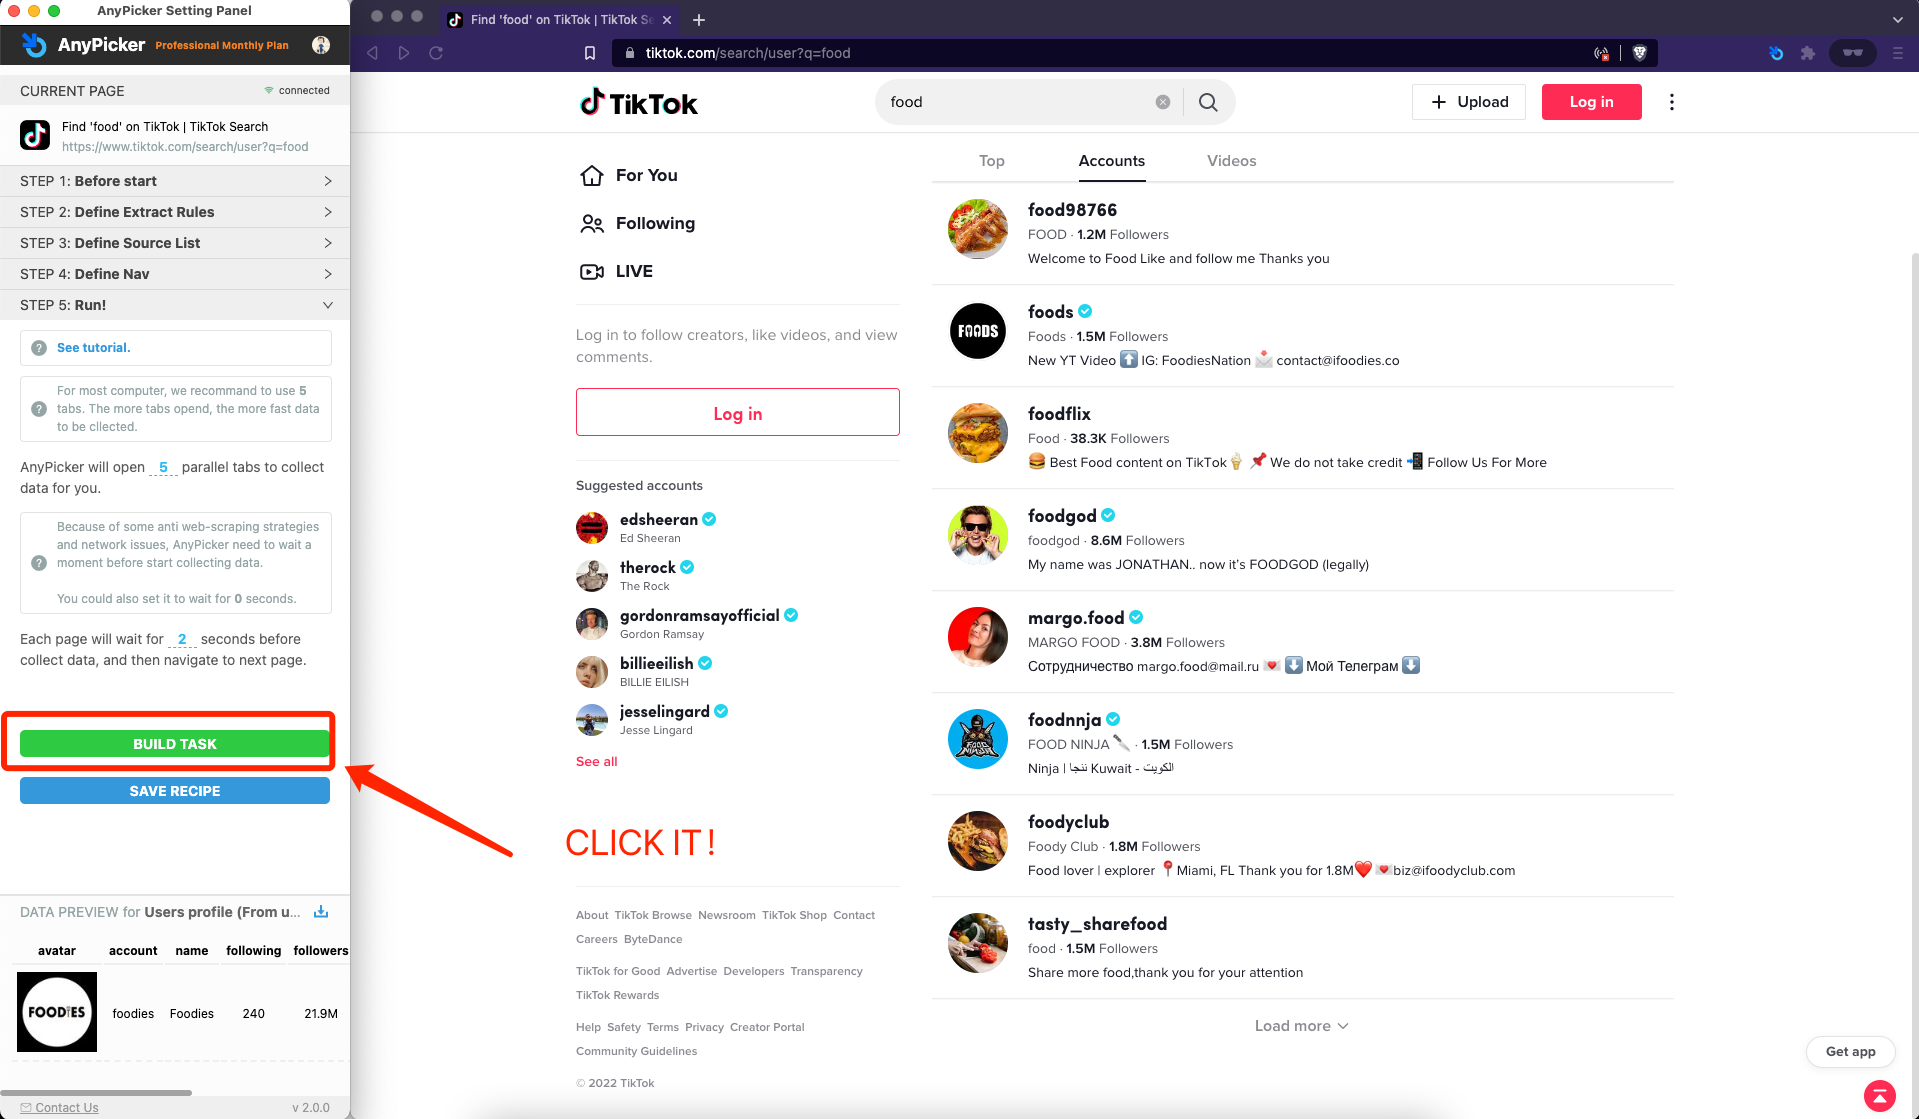 AnyPicker Setting Panel
AnyPicker Professional Monthly Plan
CURRENT PAGE
connected
Find 'food' on TikTok | TikTok Search
https://www.tiktok.com/search/user?q=food
STEP 1: Before start
STEP 2: Define Extract Rules
STEP 3: Define Source List
STEP 4: Define Nav
STEP 5: Run!
? See tutorial.
For most computer, we recommand to use 5
tabs. The more tabs opend, the more fast data
to be cllected.
?
AnyPicker will open 5 parallel tabs to collect
data for you.
Because of some anti web-scraping strategies
and network issues, AnyPicker need to wait a
moment before start collecting data.
?
You could also set it to wait for 0 seconds.
Each page will wait for 2 seconds before
collect data, and then navigate to next page.
BUILD TASK
SAVE RECIPE
DATA PREVIEW for Users profile (From u...
avatar account name following followers
FOODIES
foodies Foodies 240 21.9M
Contact Us
v 2.0.0
Find 'food' on TikTok | TikTok Se
tiktok.com/search/user?q=food
TikTok
food
Upload
Log in
For You
Following
LIVE
Log in to follow creators, like videos, and view
comments.
Log in
Suggested accounts
edsheeran
Ed Sheeran
therock
The Rock
gordonramsayofficial
Gordon Ramsay
billieeilish
BILLIE EILISH
jesselingard
Jesse Lingard
See all
CLICK IT!
About TikTok Browse Newsroom TikTok Shop Contact
Careers ByteDance
TikTok for Good Advertise Developers Transparency
TikTok Rewards
Help Safety Terms Privacy Creator Portal
Community Guidelines
© 2022 TikTok
Top Accounts Videos
food98766
FOOD · 1.2M Followers
Welcome to Food Like and follow me Thank you
FOODS
foods
Foods · 1.5M Followers
New YT Video ⬆️ IG: FoodiesNation 📩 contact@ifoodies.co
foodflix
Food · 38.3K Followers
🍔 Best Food content on TikTok🍦 📌 We do not take credit 📲 Follow Us For More
foodgod
foodgod · 8.6M Followers
My name was JONATHAN.. now it's FOODGOD (legally)
margo.food
MARGO FOOD · 3.8M Followers
Сотрудничество margo.food@mail.ru 💌 ⬇️ Мой Телеграм ⬇️
FOOD NINJA
foodnnja
FOOD NINJA 🔪 · 1.5M Followers
Ninja | ننجا Kuwait - الكويت
foodyclub
Foody Club · 1.8M Followers
Food lover | explorer 📍Miami, FL Thank you for 1.8M❤️ 💌biz@ifoodyclub.com
tasty_sharefood
food · 1.5M Followers
Share more food,thank you for your attention
Load more
Get app